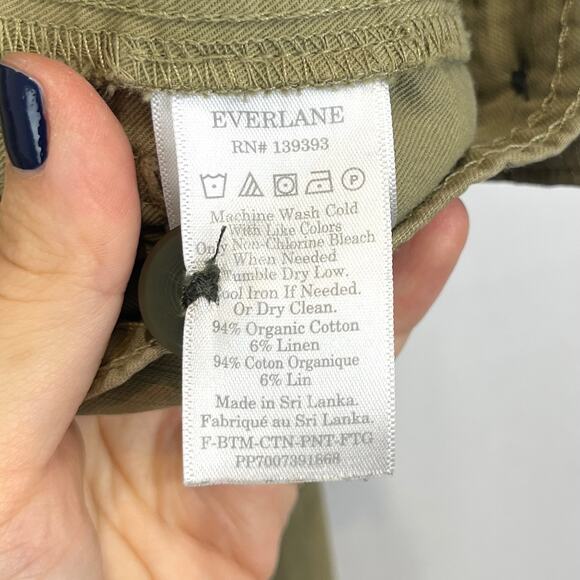 EVERLANE
RN# 139393
P
Machine Wash Cold
With Like Colors
Only Non-Chlorine Bleach
When Needed
Tumble Dry Low.
Cool Iron If Needed.
Or Dry Clean.
94% Organic Cotton
6% Linen
94% Coton Organique
6% Lin
Made in Sri Lanka.
Fabriqué au Sri Lanka.
F-BTM-CTN-PNT-FTG
PP7007391868